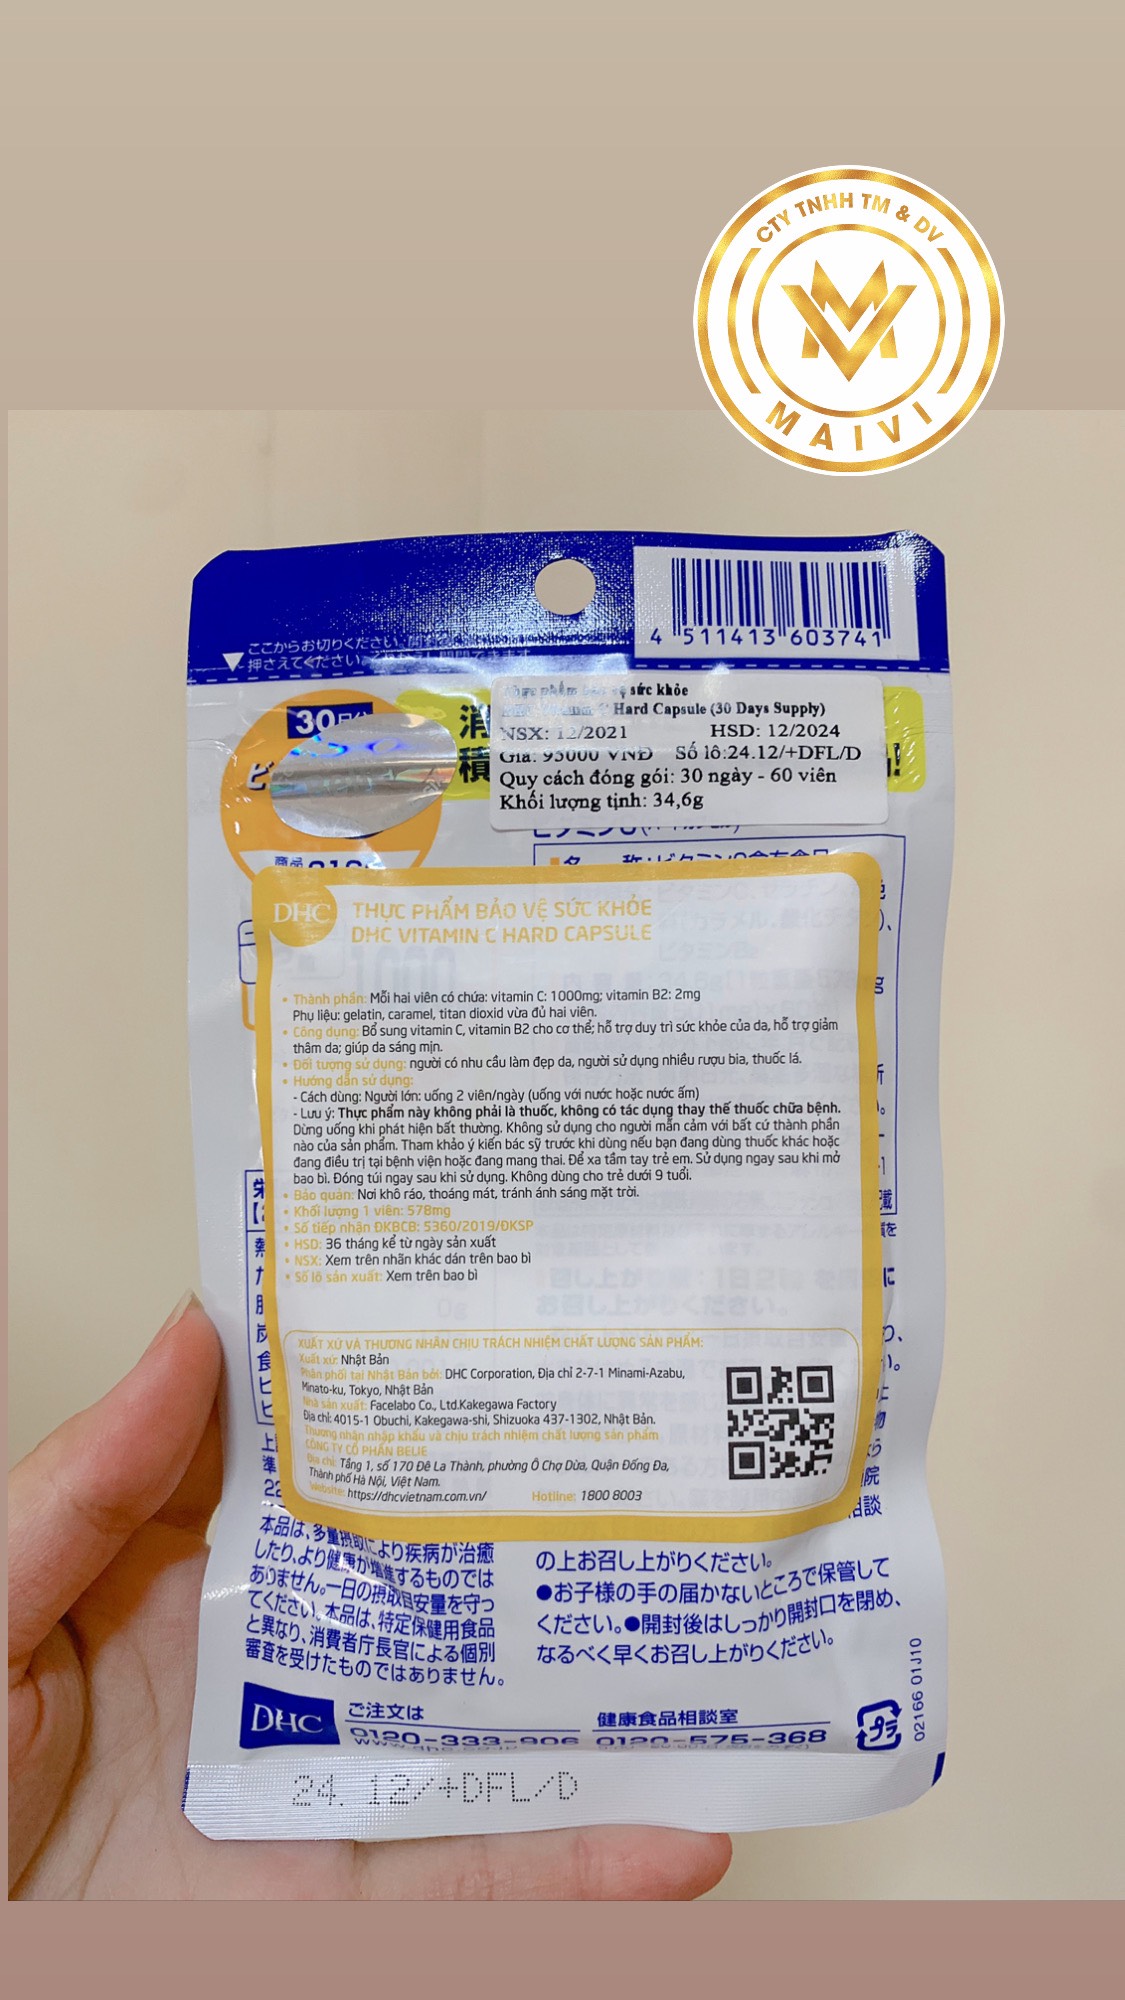 CTY TNHH TM & DV
MAIVI
ここからお切りください
押さえてください
4 511413 603741
30日分
消
積
sức khỏe
Hard Capsule (30 Days Supply)
NSX: 12/2021 HSD: 12/2024
Giá: 95000 VNĐ Số lô:24.12/+DFL/D
Quy cách đóng gói: 30 ngày - 60 viên
Khối lượng tịnh: 34,6g
商品
DHC
THỰC PHẨM BẢO VỆ SỨC KHỎE
DHC VITAMIN C HARD CAPSULE
• Thành phần: Mỗi hai viên có chứa: vitamin C: 1000mg; vitamin B2: 2mg
Phụ liệu: gelatin, caramel, titan dioxid vừa đủ hai viên.
• Công dụng: Bổ sung vitamin C, vitamin B2 cho cơ thể; hỗ trợ duy trì sức khỏe của da, hỗ trợ giảm
thâm da; giúp da sáng mịn.
• Đối tượng sử dụng: người có nhu cầu làm đẹp da, người sử dụng nhiều rượu bia, thuốc lá.
• Hướng dẫn sử dụng:
- Cách dùng: Người lớn: uống 2 viên/ngày (uống với nước hoặc nước ấm)
- Lưu ý: Thực phẩm này không phải là thuốc, không có tác dụng thay thế thuốc chữa bệnh.
Dừng uống khi phát hiện bất thường. Không sử dụng cho người mẫn cảm với bất cứ thành phần
nào của sản phẩm. Tham khảo ý kiến bác sỹ trước khi dùng nếu bạn đang dùng thuốc khác hoặc
đang điều trị tại bệnh viện hoặc đang mang thai. Để xa tầm tay trẻ em. Sử dụng ngay sau khi mở
bao bì. Đóng túi ngay sau khi sử dụng. Không dùng cho trẻ dưới 9 tuổi.
• Bảo quản: Nơi khô ráo, thoáng mát, tránh ánh sáng mặt trời.
• Khối lượng 1 viên: 578mg
• Số tiếp nhận ĐKBCB: 5360/2019/ĐKSP
• HSD: 36 tháng kể từ ngày sản xuất
• NSX: Xem trên nhãn khác dán trên bao bì
• Số lô sản xuất: Xem trên bao bì
XUẤT XỨ VÀ THƯƠNG NHÂN CHỊU TRÁCH NHIỆM CHẤT LƯỢNG SẢN PHẨM:
Xuất xứ: Nhật Bản
Phân phối tại Nhật Bản bởi: DHC Corporation, Địa chỉ 2-7-1 Minami-Azabu,
Minato-ku, Tokyo, Nhật Bản
Nhà sản xuất: Facelabo Co., Ltd.Kakegawa Factory
Địa chỉ: 4015-1 Obuchi, Kakegawa-shi, Shizuoka 437-1302, Nhật Bản.
Thương nhân nhập khẩu và chịu trách nhiệm chất lượng sản phẩm
CÔNG TY CỔ PHẦN BELIE
Địa chỉ: Tầng 1, số 170 Đê La Thành, phường Ô Chợ Dừa, Quận Đống Đa,
Thành phố Hà Nội, Việt Nam.
Website: https://dhcvietnam.com.vn/ Hotline: 1800 8003
本品は、多量摂取により疾病が治癒
したり、より健康が増進するものでは
ありません。一日の摂取目安量を守っ
てください。本品は、特定保健用食品
と異なり、消費者庁長官による個別
審査を受けたものではありません。
の上お召し上がりください。
●お子様の手の届かないところで保管して
ください。●開封後はしっかり開封口を閉め、
なるべく早くお召し上がりください。
DHC
ご注文は
0120-333-906
健康食品相談室
0120-575-368
プラ
02166 01J10
24. 12/+DFL/D